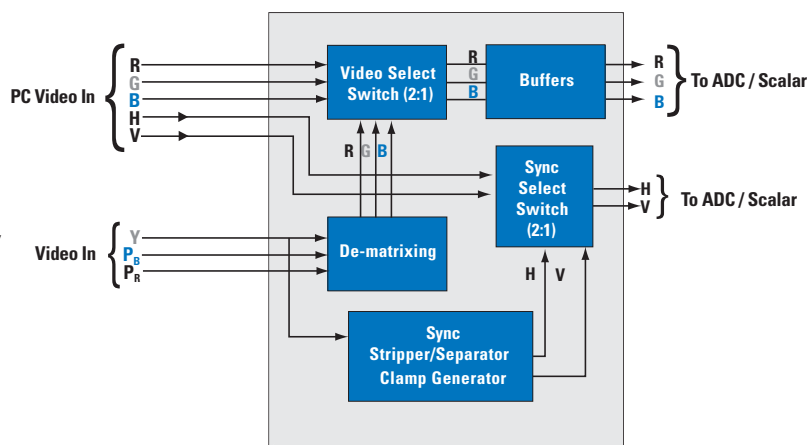 PC Video In
R
G
B
H
V
Video Select
Switch (2:1)
R
G
B
Buffers
R
G
B
To ADC / Scalar
R G B
Sync
Select
Switch
(2:1)
H
V
To ADC / Scalar
Video In
Y
PB
PR
De-matrixing
H V
Sync
Stripper/Separator
Clamp Generator